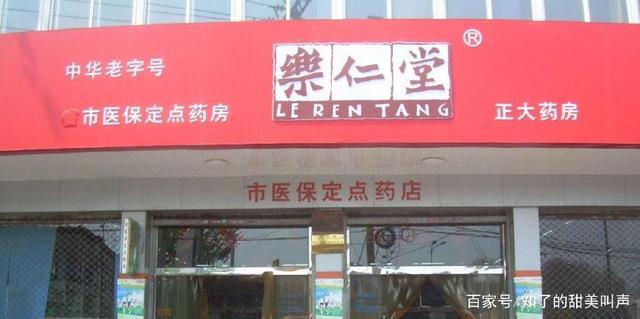 中华老字号
市医保定点药房
樂仁堂®
LE REN TANG
正大药房
市医保定点药店
百家号/知了的甜美叫声